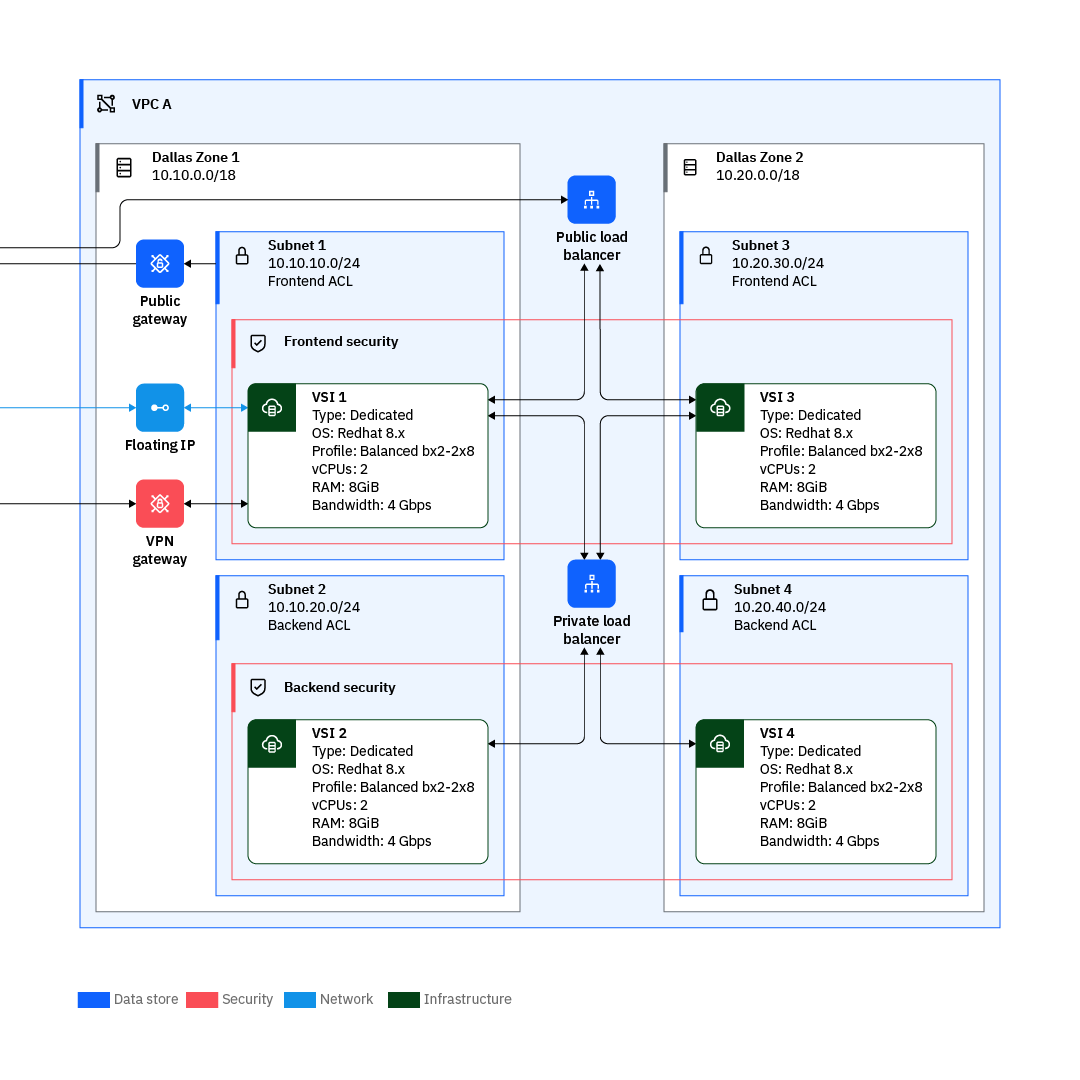 VPC A
Dallas Zone 1
10.10.0.0/18
Dallas Zone 2
10.20.0.0/18
Public load
balancer
Public
gateway
Subnet 1
10.10.10.0/24
Frontend ACL
Subnet 3
10.20.30.0/24
Frontend ACL
Frontend security
Floating IP
VPN
gateway
VSI 1
Type: Dedicated
OS: Redhat 8.x
Profile: Balanced bx2-2x8
vCPUs: 2
RAM: 8GiB
Bandwidth: 4 Gbps
VSI 3
Type: Dedicated
OS: Redhat 8.x
Profile: Balanced bx2-2x8
vCPUs: 2
RAM: 8GiB
Bandwidth: 4 Gbps
Subnet 2
10.10.20.0/24
Backend ACL
Private load
balancer
Subnet 4
10.20.40.0/24
Backend ACL
Backend security
VSI 2
Type: Dedicated
OS: Redhat 8.x
Profile: Balanced bx2-2x8
vCPUs: 2
RAM: 8GiB
Bandwidth: 4 Gbps
VSI 4
Type: Dedicated
OS: Redhat 8.x
Profile: Balanced bx2-2x8
vCPUs: 2
RAM: 8GiB
Bandwidth: 4 Gbps
Data store
Security
Network
Infrastructure